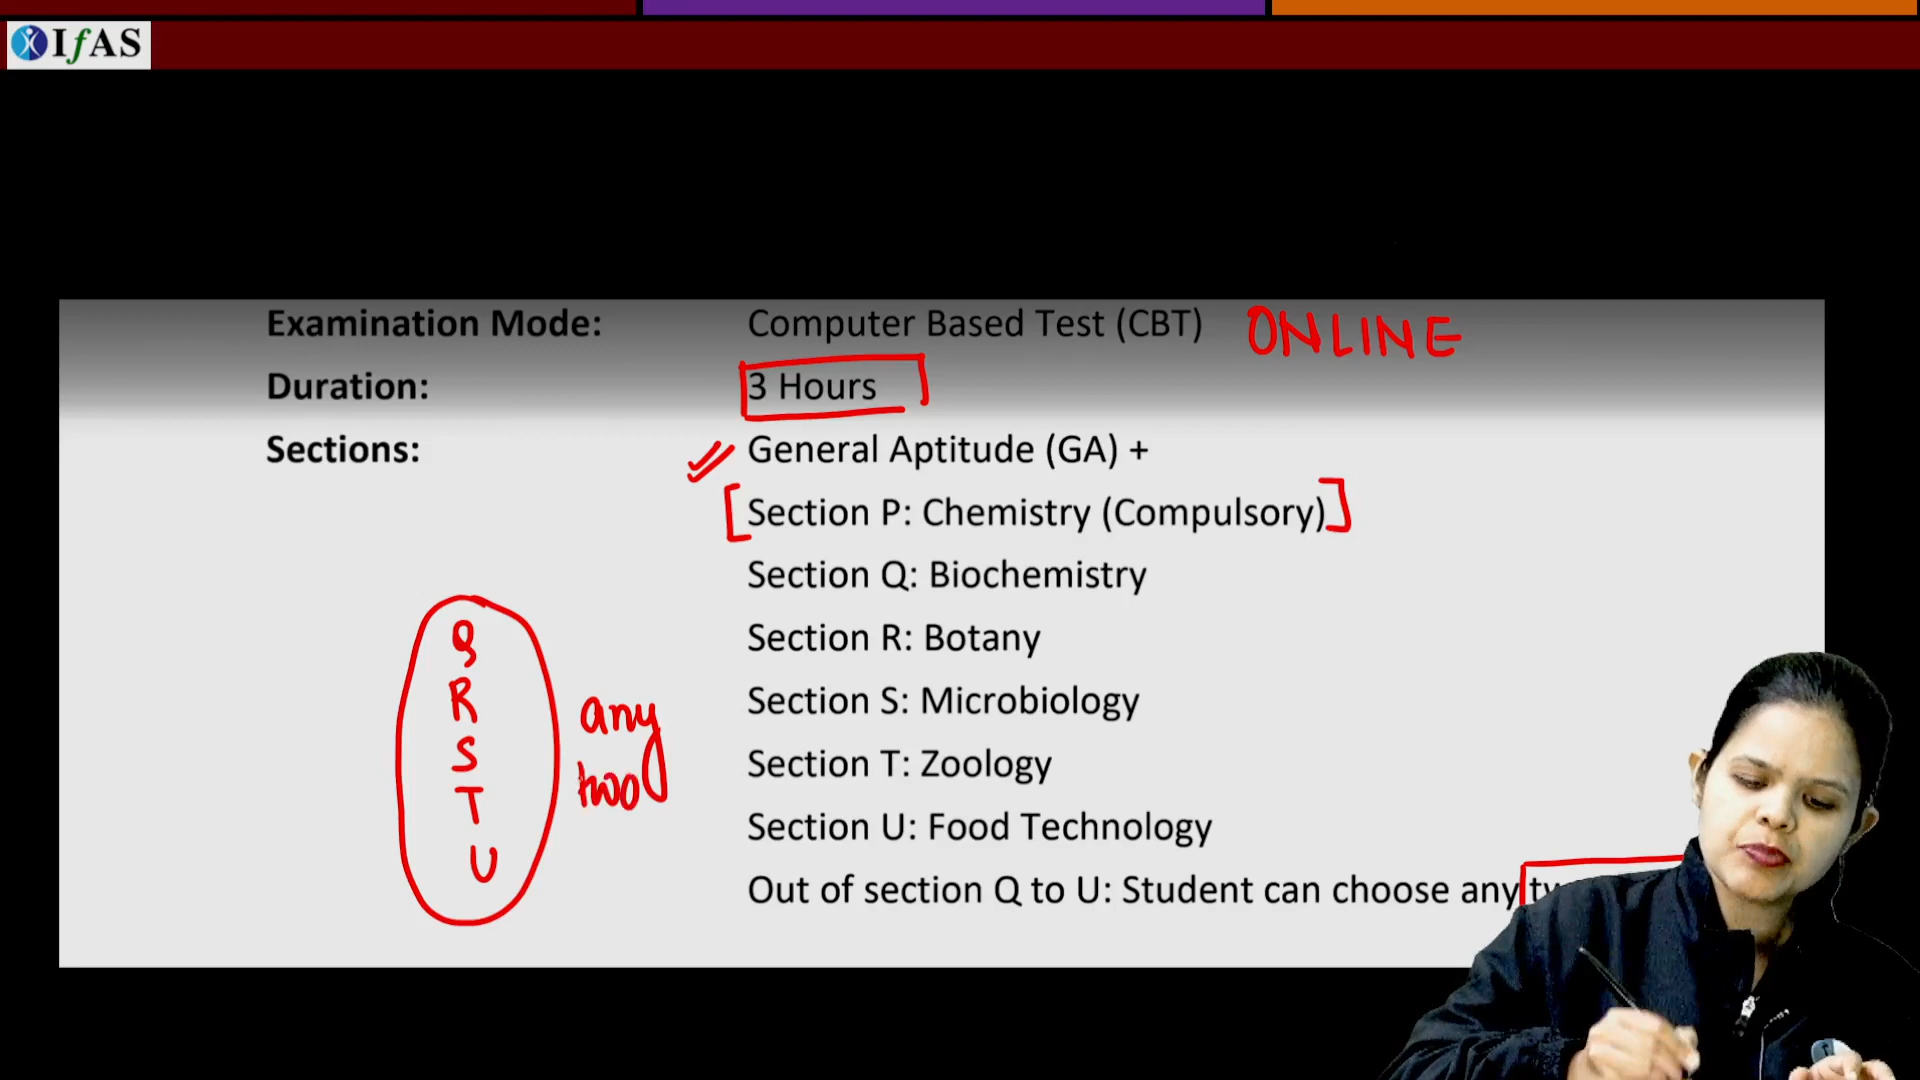 IfAS
Examination Mode: Computer Based Test (CBT) ONLINE
Duration: 3 Hours
Sections: General Aptitude (GA) +
[Section P: Chemistry (Compulsory)]
Section Q: Biochemistry
Section R: Botany
Section S: Microbiology
Section T: Zoology
Section U: Food Technology
Out of section Q to U: Student can choose any
Q
R
S
T
U
any
two